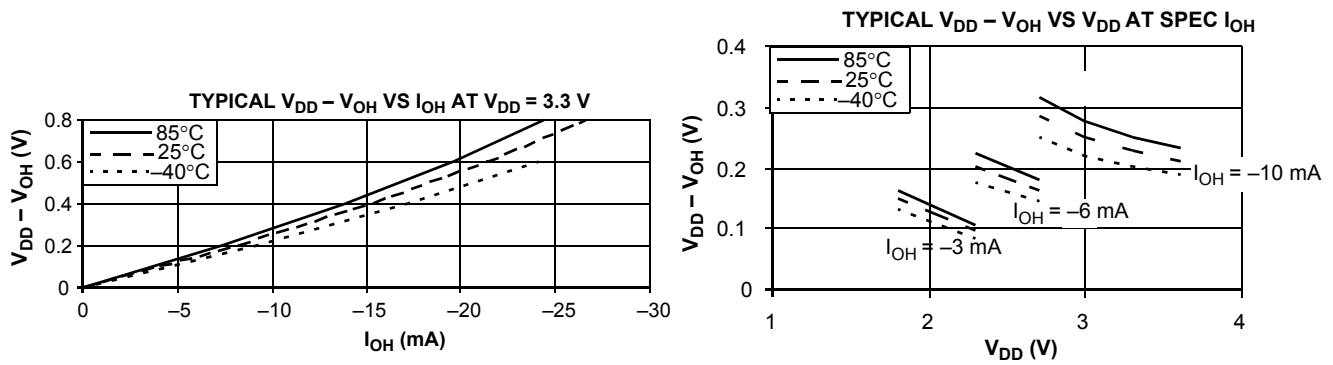 TYPICAL VDD – VOH VS IOH AT VDD = 3.3 V
85°C
25°C
–40°C
VDD – VOH (V)
0.8
0.6
0.4
0.2
0
0
–5
–10
–15
–20
–25
–30
IOH (mA)
TYPICAL VDD – VOH VS VDD AT SPEC IOH
85°C
25°C
–40°C
VDD – VOH (V)
0.4
0.3
0.2
0.1
0
IOH = –10 mA
IOH = –6 mA
IOH = –3 mA
1
2
3
4
VDD (V)